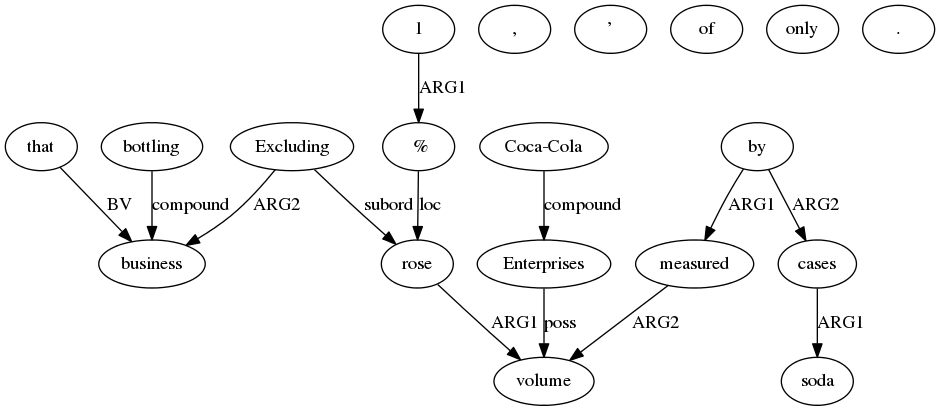 1 , ’ of only .
ARG1
that bottling Excluding % Coca-Cola by
BV compound ARG2 subord loc compound ARG1 ARG2
business rose Enterprises measured cases
ARG1 poss ARG2 ARG1
volume soda